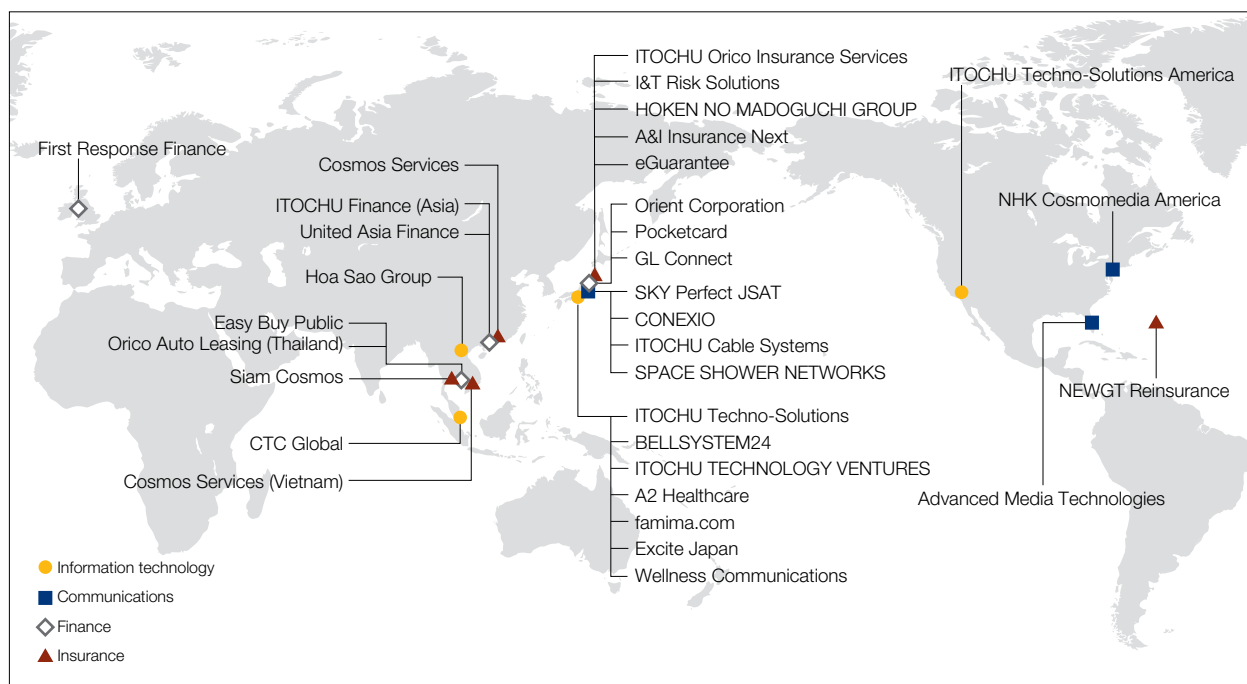 First Response Finance
Cosmos Services
ITOCHU Finance (Asia)
United Asia Finance
Hoa Sao Group
Easy Buy Public
Orico Auto Leasing (Thailand)
Siam Cosmos
CTC Global
Cosmos Services (Vietnam)
ITOCHU Orico Insurance Services
I&T Risk Solutions
HOKEN NO MADOGUCHI GROUP
A&I Insurance Next
eGuarantee
Orient Corporation
Pocketcard
GL Connect
SKY Perfect JSAT
CONEXIO
ITOCHU Cable Systems
SPACE SHOWER NETWORKS
ITOCHU Techno-Solutions
BELLSYSTEM24
ITOCHU TECHNOLOGY VENTURES
A2 Healthcare
famima.com
Excite Japan
Wellness Communications
ITOCHU Techno-Solutions America
NHK Cosmomedia America
NEWGT Reinsurance
Advanced Media Technologies
Information technology
Communications
Finance
Insurance